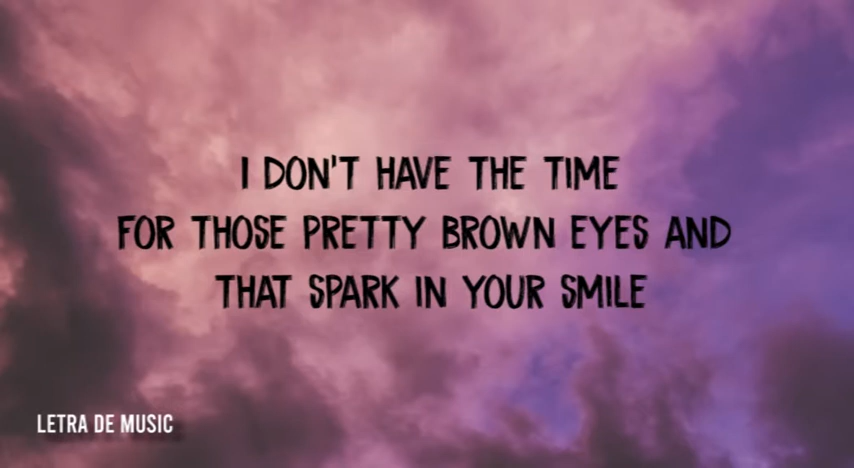 I DON'T HAVE THE TIME
FOR THOSE PRETTY BROWN EYES AND
THAT SPARK IN YOUR SMILE
LETRA DE MUSIC